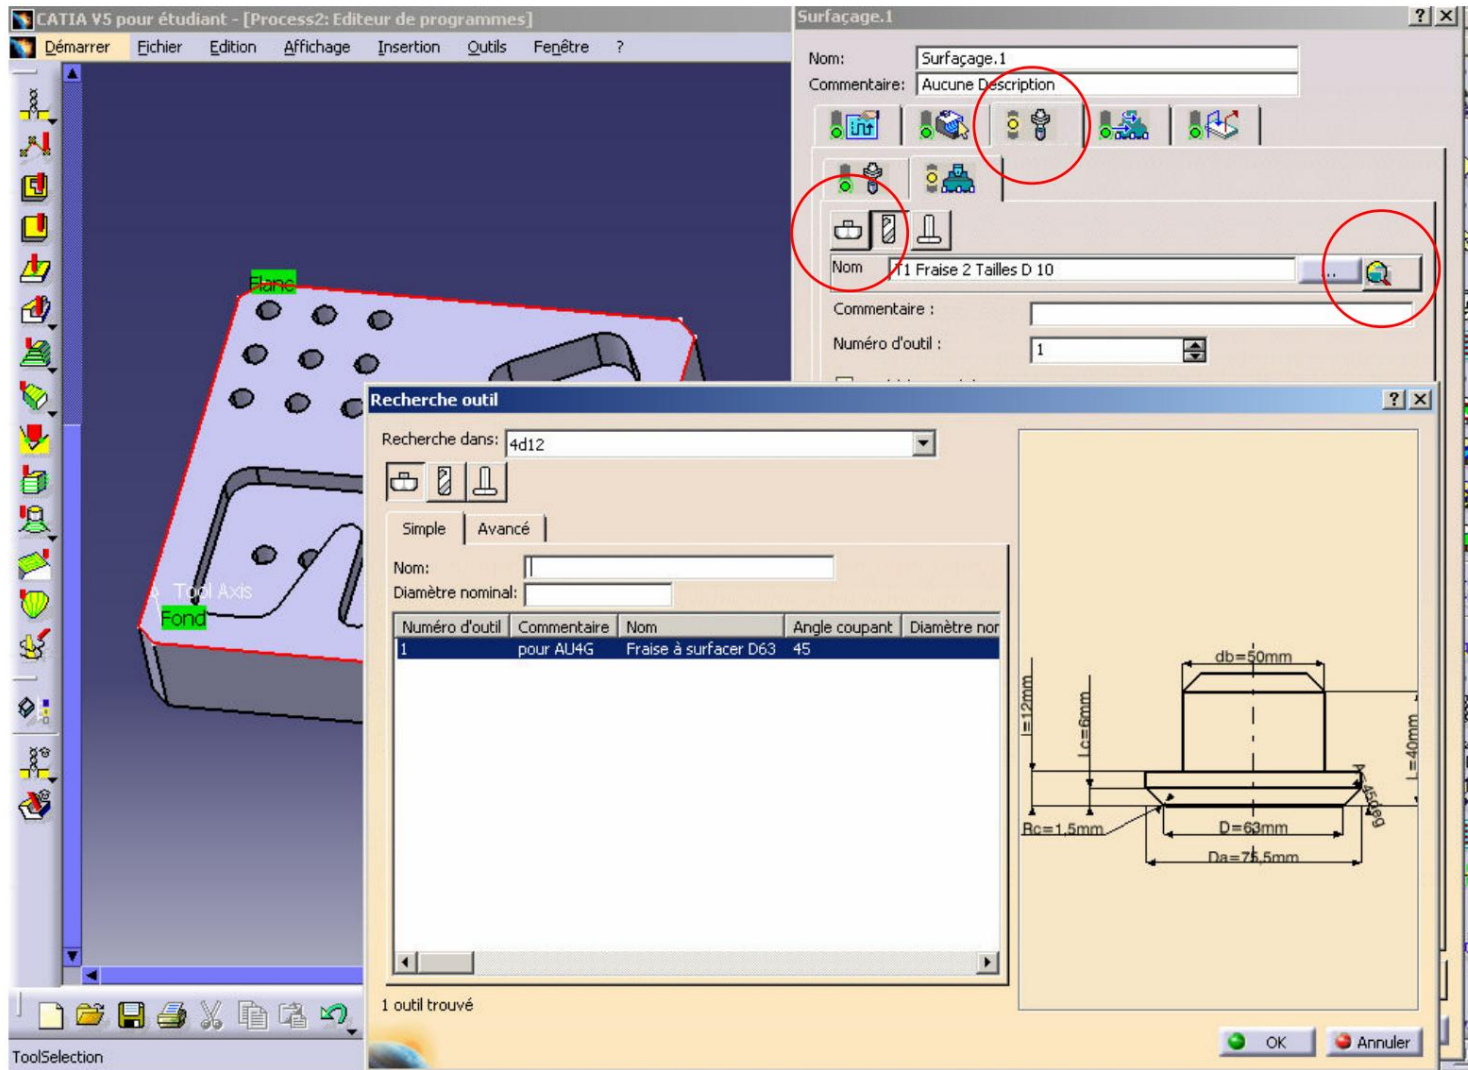 CATIA V5 pour étudiant - [Process2: Editeur de programmes]
Démarrer Fichier Edition Affichage Insertion Outils Fenêtre ?
Surfaçage.1
Nom: Surfaçage.1
Commentaire: Aucune Description
Nom T1 Fraise 2 Tailles D 10 ...
Commentaire :
Numéro d'outil : 1
Flanc
Tool Axis
Fond
Recherche outil
Recherche dans: 4d12
Simple Avancé
Nom:
Diamètre nominal:
Numéro d'outil Commentaire Nom Angle coupant Diamètre nor
1 pour AU4G Fraise à surfacer D63 45
db=50mm
l=12mm
Lc=6mm
L=40mm
A=45deg
Rc=1,5mm
D=63mm
Da=75,5mm
1 outil trouvé
OK Annuler
ToolSelection